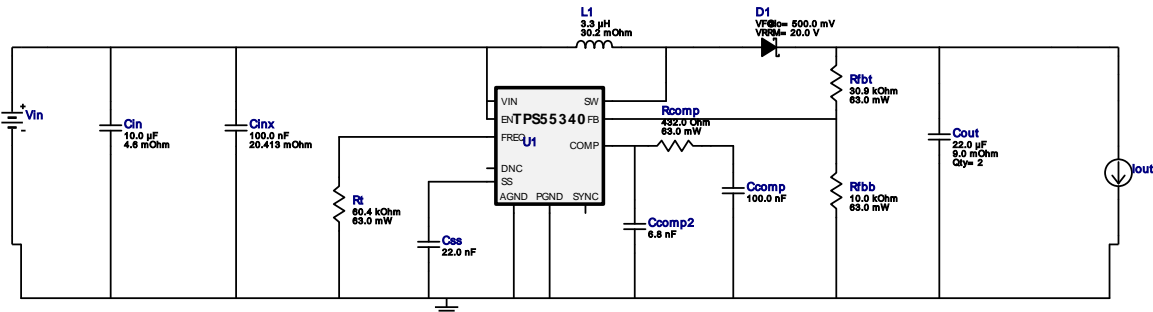 L1
3.3 µH
30.2 mOhm
D1
VRRM= 20.0 V
Vin
Cin
10.0 µF
4.6 mOhm
Cinx
100.0 nF
20.413 mOhm
VIN
EN
FREQ
DNC
SS
AGND
PGND
SYNC
SW
FB
COMP
TPS55340
U1
Rt
60.4 kOhm
63.0 mW
Css
22.0 nF
Rcomp
432.0 Ohm
63.0 mW
Ccomp2
6.8 nF
Ccomp
100.0 nF
Rfbt
30.9 kOhm
63.0 mW
Rfbb
10.0 kOhm
63.0 mW
Cout
22.0 µF
9.0 mOhm
Qty= 2
Iout